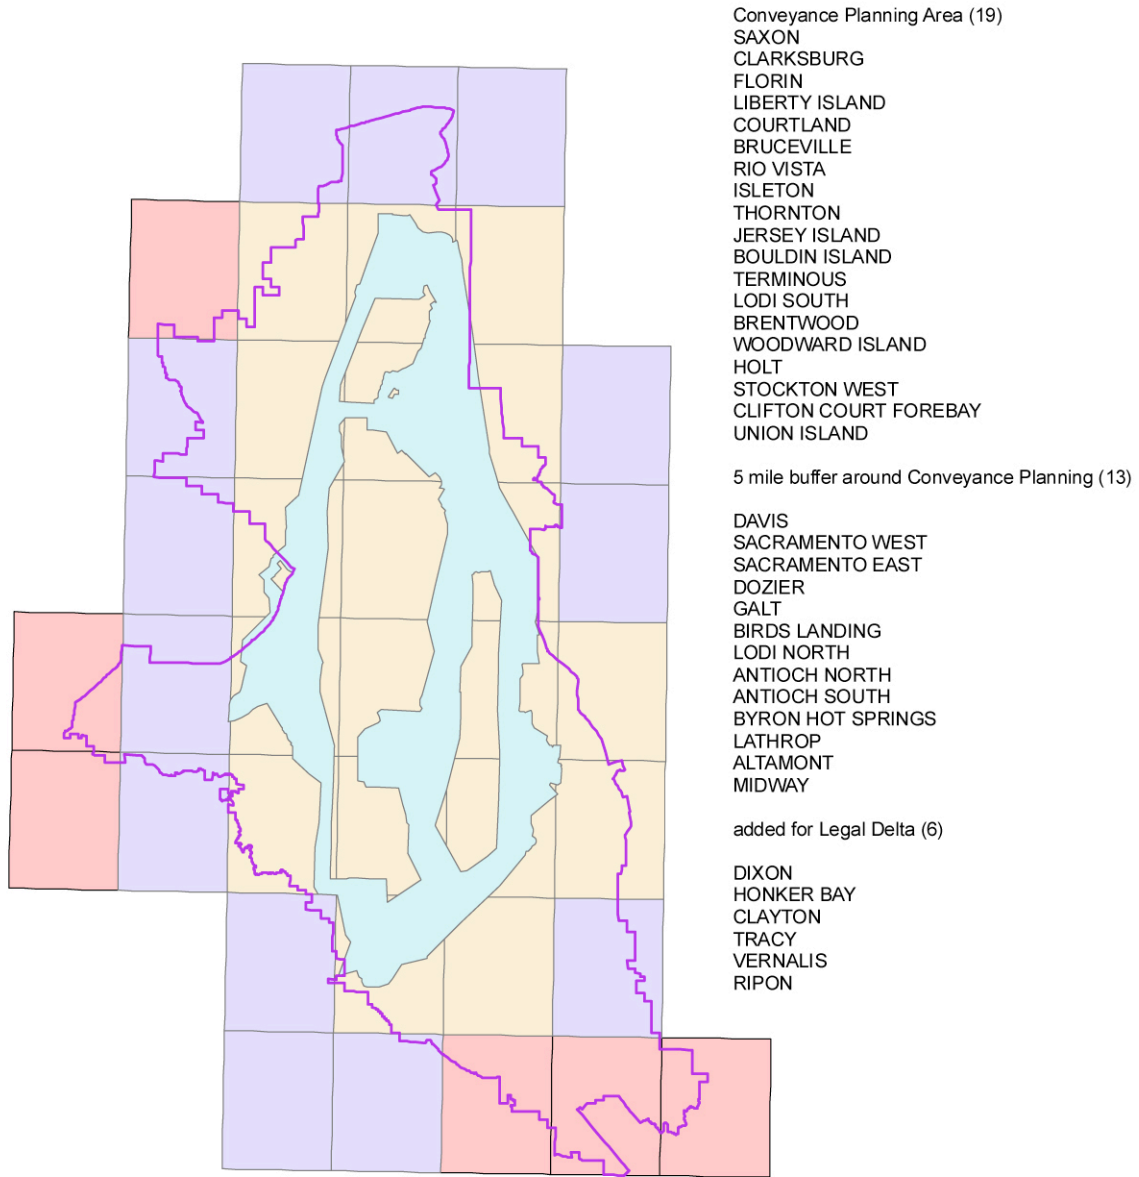 Conveyance Planning Area (19)
SAXON
CLARKSBURG
FLORIN
LIBERTY ISLAND
COURTLAND
BRUCEVILLE
RIO VISTA
ISLETON
THORNTON
JERSEY ISLAND
BOULDIN ISLAND
TERMINOUS
LODI SOUTH
BRENTWOOD
WOODWARD ISLAND
HOLT
STOCKTON WEST
CLIFTON COURT FOREBAY
UNION ISLAND
5 mile buffer around Conveyance Planning (13)
DAVIS
SACRAMENTO WEST
SACRAMENTO EAST
DOZIER
GALT
BIRDS LANDING
LODI NORTH
ANTIOCH NORTH
ANTIOCH SOUTH
BYRON HOT SPRINGS
LATHROP
ALTAMONT
MIDWAY
added for Legal Delta (6)
DIXON
HONKER BAY
CLAYTON
TRACY
VERNALIS
RIPON